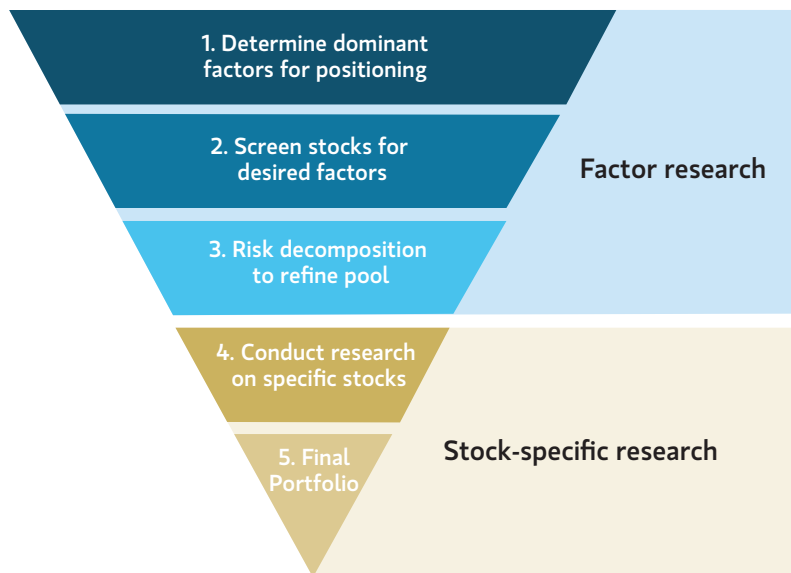 1. Determine dominant
factors for positioning
2. Screen stocks for
desired factors
Factor research
3. Risk decomposition
to refine pool
4. Conduct research
on specific stocks
Stock-specific research
5. Final
Portfolio